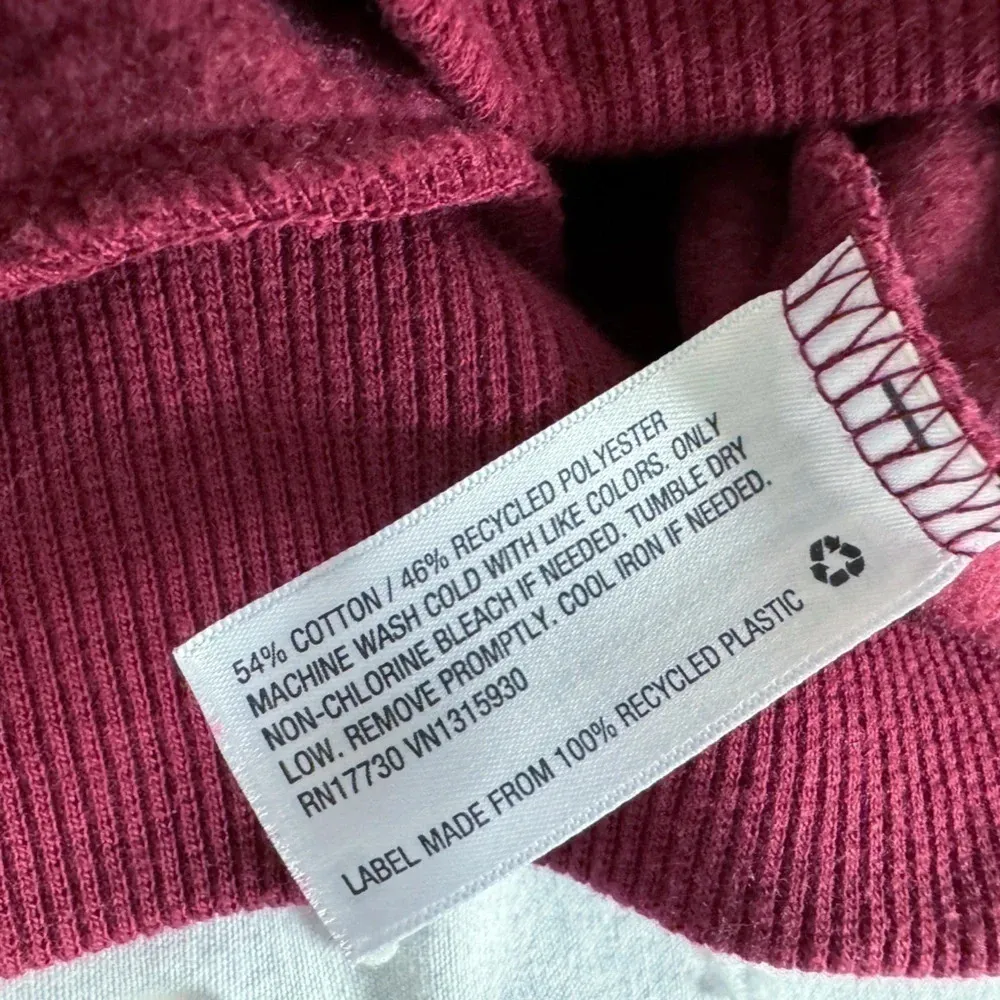 54% COTTON / 46% RECYCLED POLYESTER
MACHINE WASH COLD WITH LIKE COLORS. ONLY
NON-CHLORINE BLEACH IF NEEDED. TUMBLE DRY
LOW. REMOVE PROMPTLY. COOL IRON IF NEEDED.
RN17730 VN1315930
LABEL MADE FROM 100% RECYCLED PLASTIC